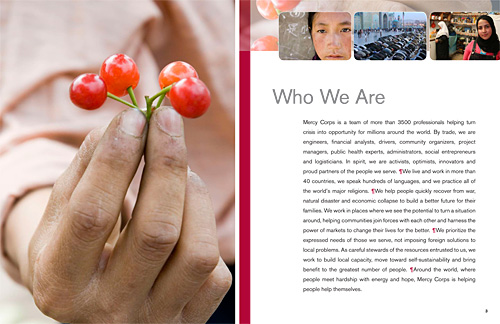 Who We Are
Mercy Corps is a team of more than 3500 professionals helping turn
crisis into opportunity for millions around the world. By trade, we are
engineers, financial analysts, drivers, community organizers, project
managers, public health experts, administrators, social entrepreneurs
and logisticians. In spirit, we are activists, optimists, innovators and
proud partners of the people we serve. ¶We live and work in more than
40 countries, we speak hundreds of languages, and we practice all of
the world's major religions. ¶We help people quickly recover from war,
natural disaster and economic collapse to build a better future for their
families. We work in places where we see the potential to turn a situation
around, helping communities join forces with each other and harness the
power of markets to change their lives for the better. ¶We prioritize the
expressed needs of those we serve, not imposing foreign solutions to
local problems. As careful stewards of the resources entrusted to us, we
work to build local capacity, move toward self-sustainability and bring
benefit to the greatest number of people. ¶Around the world, where
people meet hardship with energy and hope, Mercy Corps is helping
people help themselves.